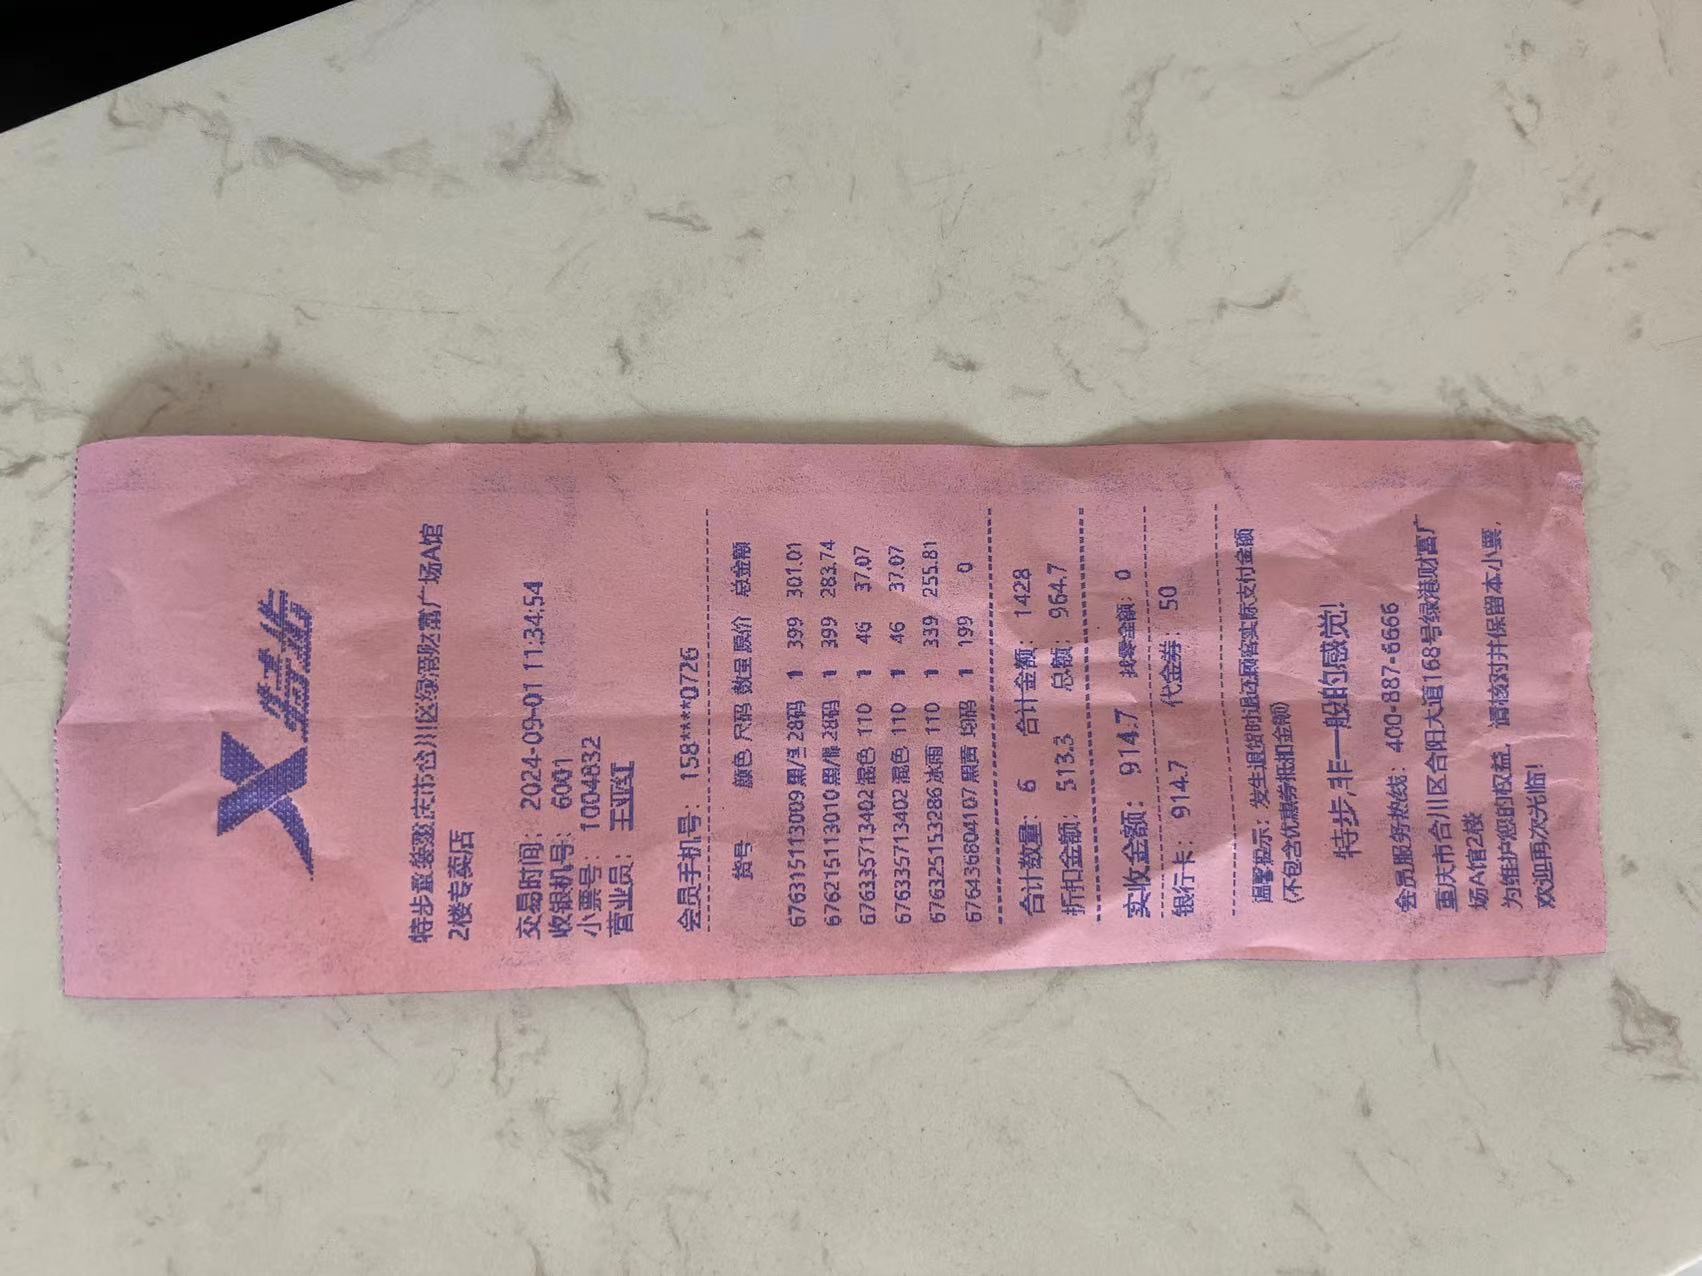 特步
特步儿童重庆市合川区绿港财富广场A馆
2楼专卖店
交易时间：2024-09-01 11:34:54
收银机号：6001
小票号：10048832
营业员：王亚红
会员手机号：158****0726
货号 颜色 尺码 数量 原价 总金额
676315113009 黑/ 28码 1 399 301.01
676215113010 黑/ 28码 1 399 283.74
676335713402 混色 110 1 46 37.07
676335713402 混色 110 1 46 37.07
676325153286 冰雨 110 1 339 255.81
676436804107 黑 均码 1 199 0
合计数量：6 合计金额：1428
折扣金额：513.3 总额：964.7
实收金额：914.7 找零金额：0
银行卡：914.7 代金券：50
温馨提示：发生退货时退还顾客实际支付金额
(不包含优惠券抵扣金额)
特步,非一般的感觉!
会员服务热线：400-887-6666
重庆市合川区合阳大道168号绿港财富广
场A馆2楼
为维护您的权益，请核对并保留本小票，
欢迎再次光临!